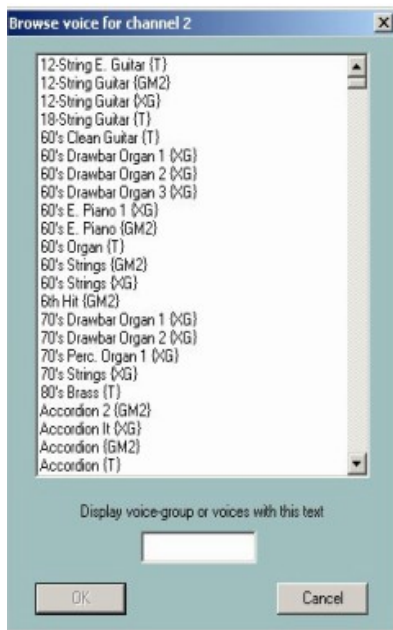 Browse voice for channel 2
12-String E. Guitar {T}
12-String Guitar {GM2}
12-String Guitar {XG}
18-String Guitar {T}
60's Clean Guitar {T}
60's Drawbar Organ 1 {XG}
60's Drawbar Organ 2 {XG}
60's Drawbar Organ 3 {XG}
60's E. Piano 1 {XG}
60's E. Piano {GM2}
60's Organ {T}
60's Strings {GM2}
60's Strings {XG}
6th Hit {GM2}
70's Drawbar Organ 1 {XG}
70's Drawbar Organ 2 {XG}
70's Perc. Organ 1 {XG}
70's Strings {XG}
80's Brass {T}
Accordion 2 {GM2}
Accordion It {XG}
Accordion {GM2}
Accordion {T}
Display voice-group or voices with this text
OK
Cancel